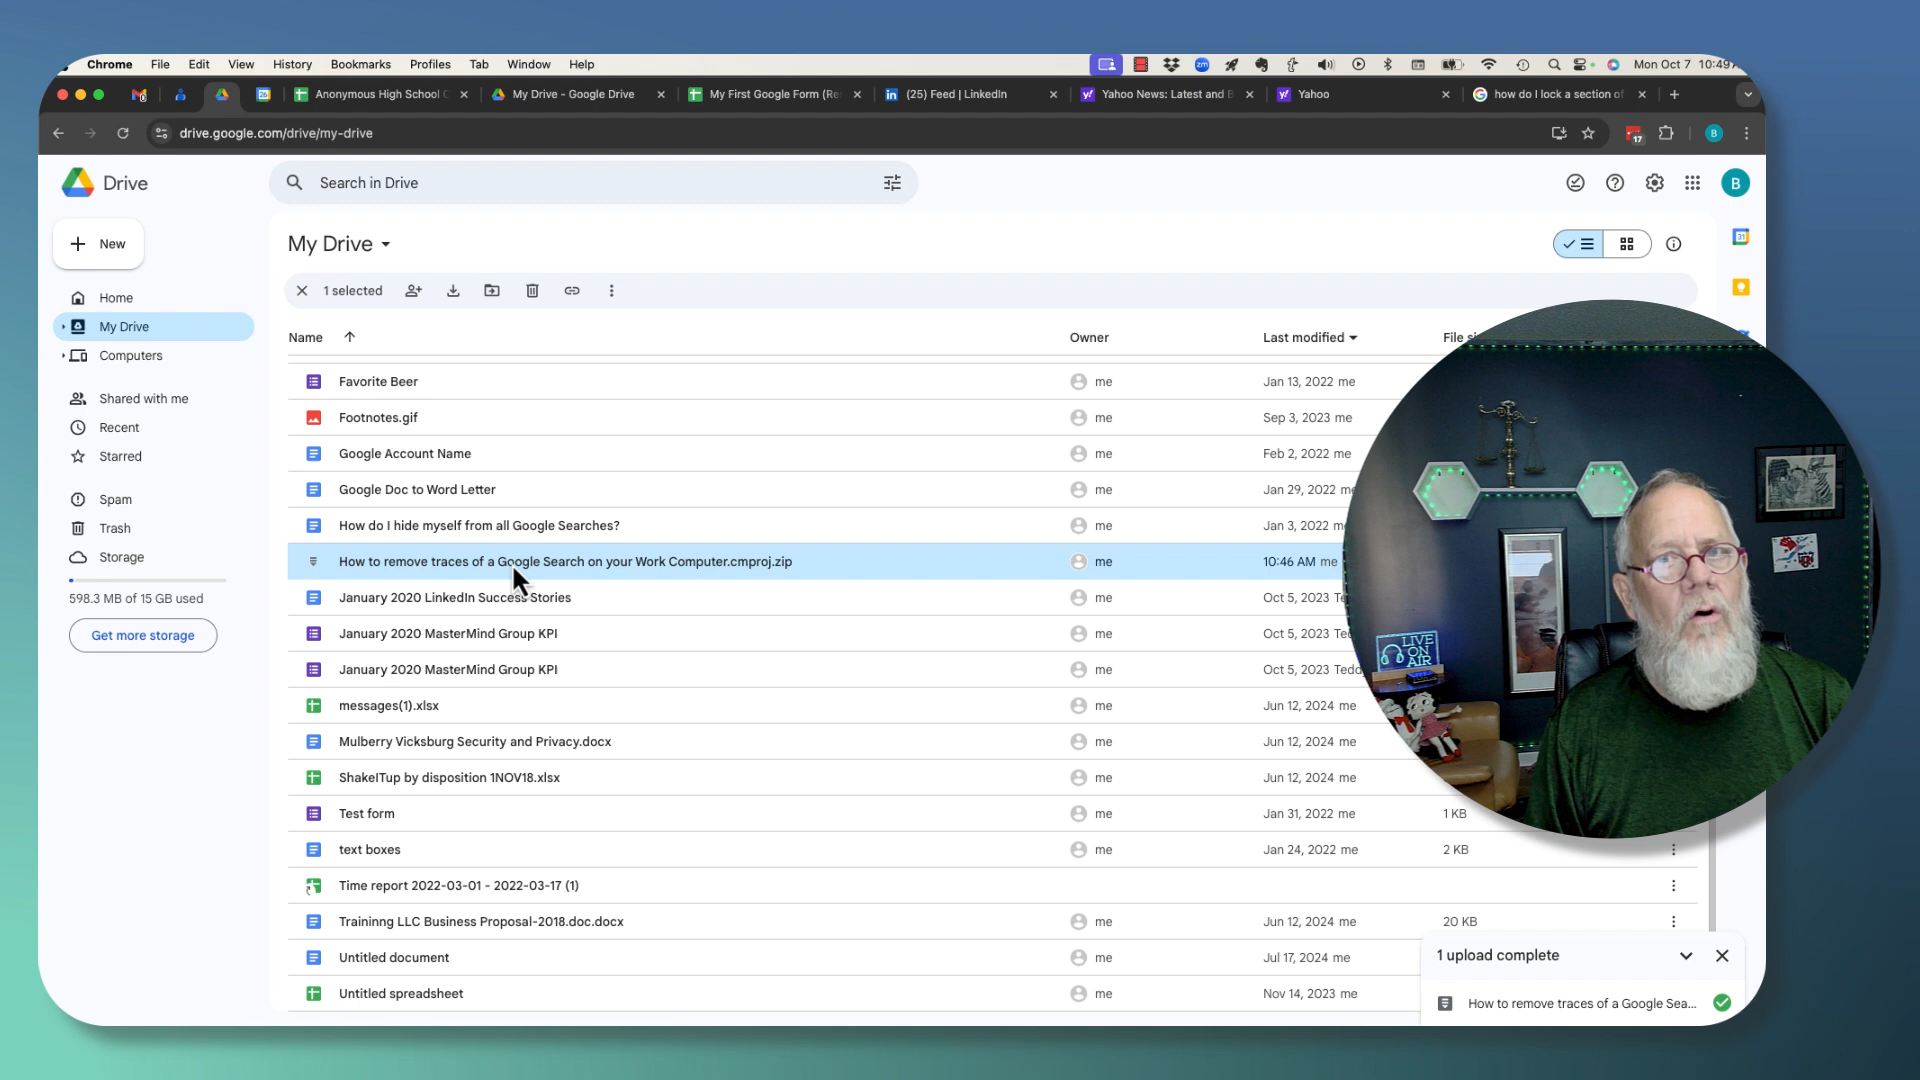 Chrome File Edit View History Bookmarks Profiles Tab Window Help Mon Oct 7 10:49
Anonymous High School My Drive - Google Drive My First Google Form (Re (25) Feed | LinkedIn Yahoo News: Latest and B Yahoo how do I lock a section of
drive.google.com/drive/my-drive 17 B
Drive Search in Drive B
New
My Drive 31
1 selected
Home
My Drive
Computers
Shared with me
Recent
Starred
Spam
Trash
Storage
598.3 MB of 15 GB used
Get more storage
Name Owner Last modified File si
Favorite Beer me Jan 13, 2022 me
Footnotes.gif me Sep 3, 2023 me
Google Account Name me Feb 2, 2022 me
Google Doc to Word Letter me Jan 29, 2022 me
How do I hide myself from all Google Searches? me Jan 3, 2022 m
How to remove traces of a Google Search on your Work Computer.cmproj.zip me 10:46 AM me
January 2020 LinkedIn Success Stories me Oct 5, 2023 Te
January 2020 MasterMind Group KPI me Oct 5, 2023 Te
January 2020 MasterMind Group KPI me Oct 5, 2023 Tedd
messages(1).xlsx me Jun 12, 2024 me
Mulberry Vicksburg Security and Privacy.docx me Jun 12, 2024 me
ShakeITup by disposition 1NOV18.xlsx me Jun 12, 2024 me
Test form me Jan 31, 2022 me 1 KB
text boxes me Jan 24, 2022 me 2 KB
Time report 2022-03-01 - 2022-03-17 (1)
Traininng LLC Business Proposal-2018.doc.docx me Jun 12, 2024 me 20 KB
Untitled document me Jul 17, 2024 me
Untitled spreadsheet me Nov 14, 2023 me
LIVE
ON
AIR
1 upload complete
How to remove traces of a Google Sea...